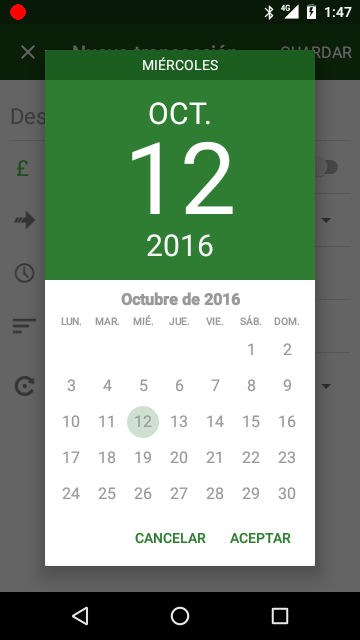 4G 1:47
Nueva transacción GUARDAR
MIÉRCOLES
OCT.
12
2016
Des
£
Octubre de 2016
LUN. MAR. MIÉ. JUE. VIE. SÁB. DOM.
1 2
3 4 5 6 7 8 9
10 11 12 13 14 15 16
17 18 19 20 21 22 23
24 25 26 27 28 29 30
CANCELAR ACEPTAR